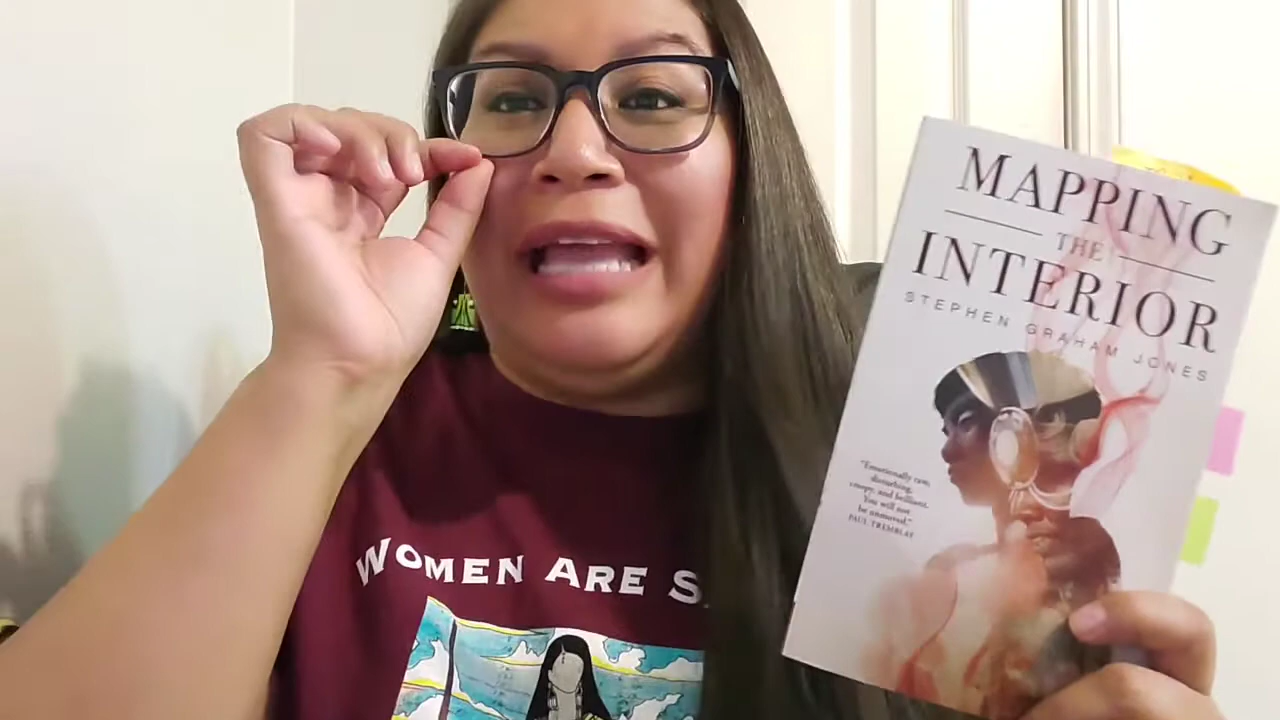 MAPPING
THE
INTERIOR
STEPHEN GRAHAM JONES
"Emotionally raw,
disturbing,
creepy, and brilliant.
You will not
be unmoved."
PAUL TREMBLAY
WOMEN ARE S